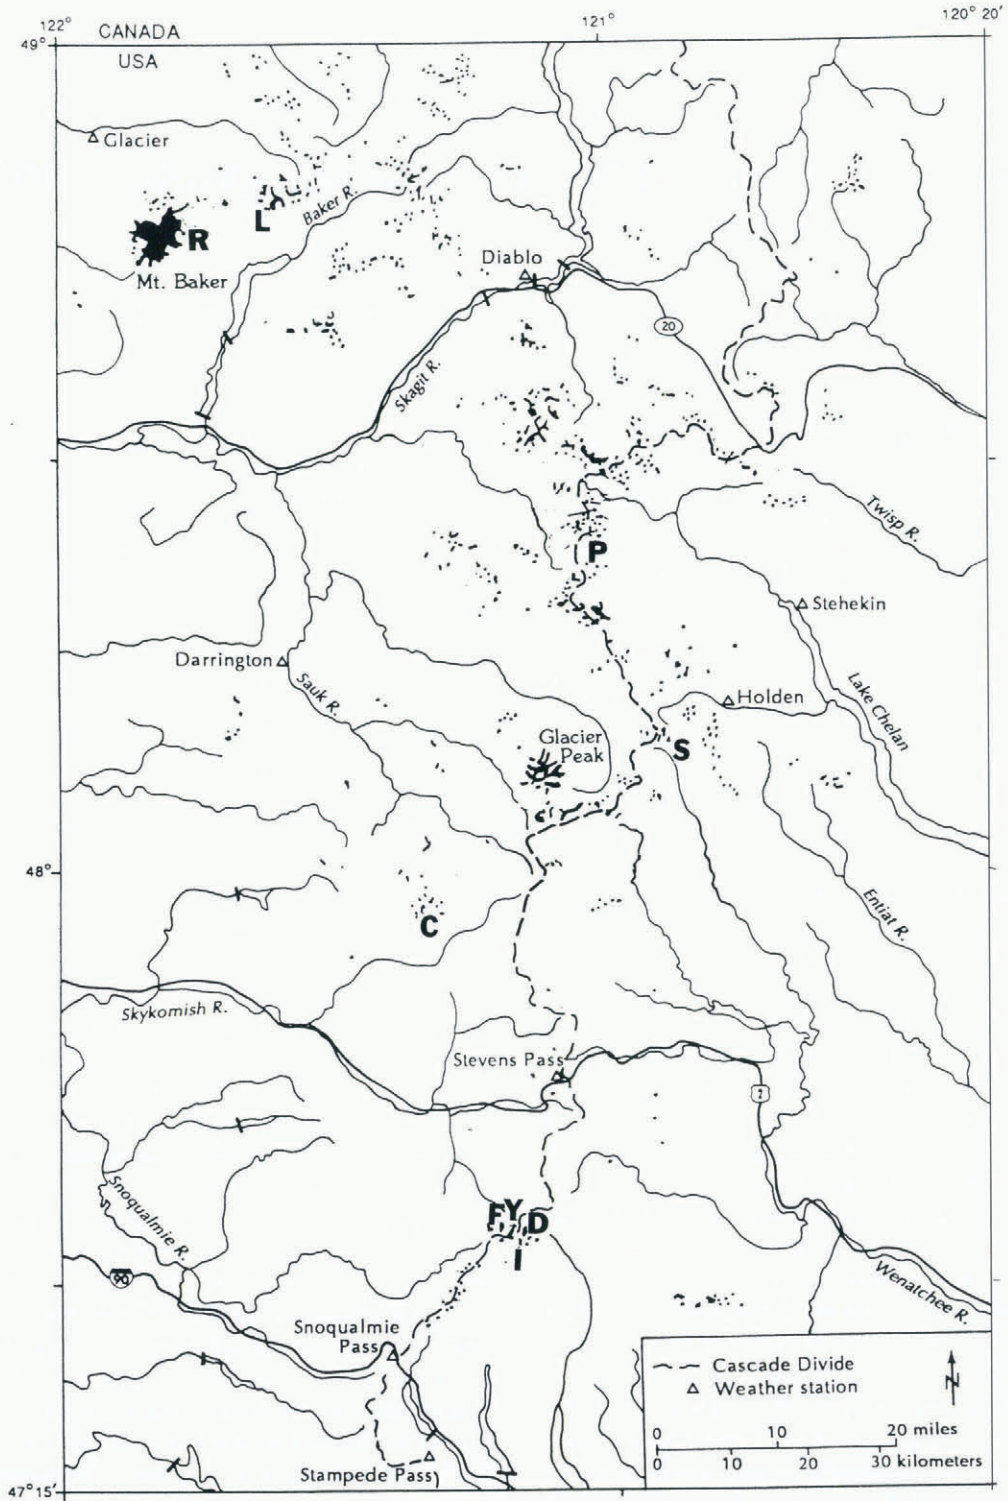 122°
CANADA
121°
120° 20'
49°
USA
Glacier
R
L
Baker R.
Mt. Baker
Diablo
20
Skagit R.
Twisp R.
P
Stehekin
Darrington
Sauk R.
Holden
Lake Chelan
Glacier
Peak
S
48°
C
Entiat R.
Skykomish R.
Stevens Pass
2
Snoqualmie R.
F Y D
I
90
Wenatchee R.
Snoqualmie
Pass
Cascade Divide
Weather station
N
0 10 20 miles
0 10 20 30 kilometers
Stampede Pass
47°15'